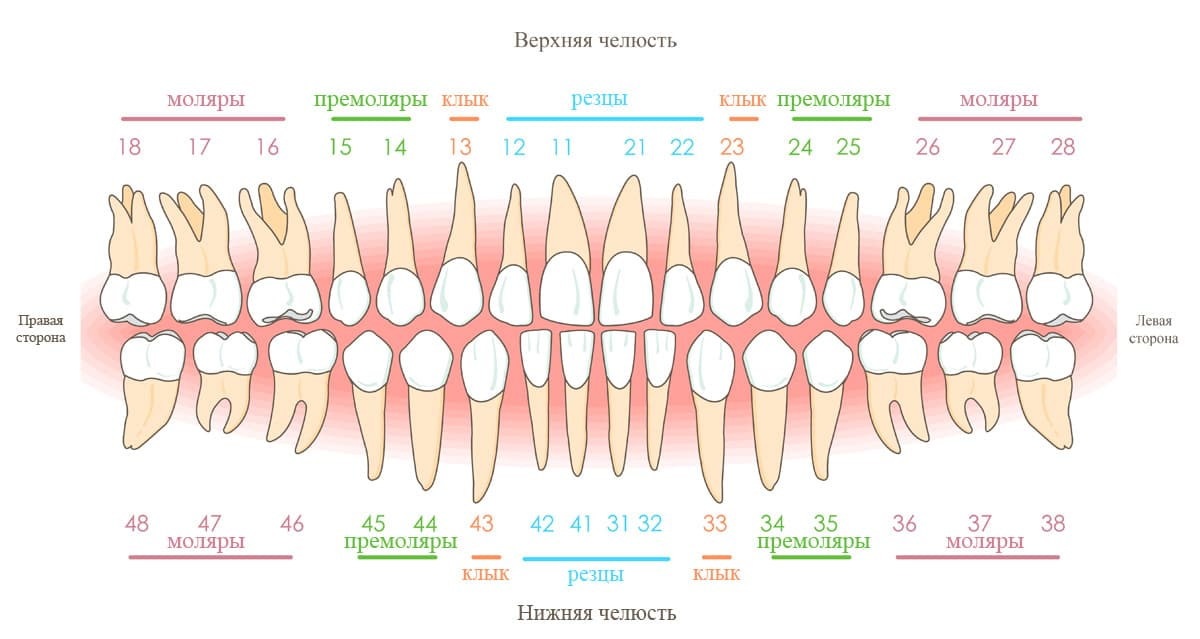 Верхняя челюсть
моляры премоляры клык резцы клык премоляры моляры
18 17 16 15 14 13 12 11 21 22 23 24 25 26 27 28
Правая
сторона
Левая
сторона
48 47 46 45 44 43 42 41 31 32 33 34 35 36 37 38
моляры премоляры премоляры моляры
клык резцы клык
Нижняя челюсть